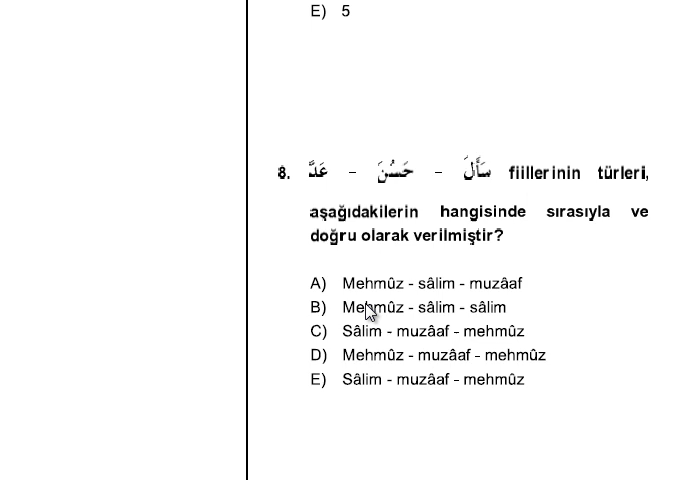 E) 5
8. عَدَّ - حَسُنَ - سَأَلَ fiillerinin türleri,
aşağıdakilerin hangisinde sırasıyla ve
doğru olarak verilmiştir?
A) Mehmûz - sâlim - muzâaf
B) Mehmûz - sâlim - sâlim
C) Sâlim - muzâaf - mehmûz
D) Mehmûz - muzâaf - mehmûz
E) Sâlim - muzâaf - mehmûz